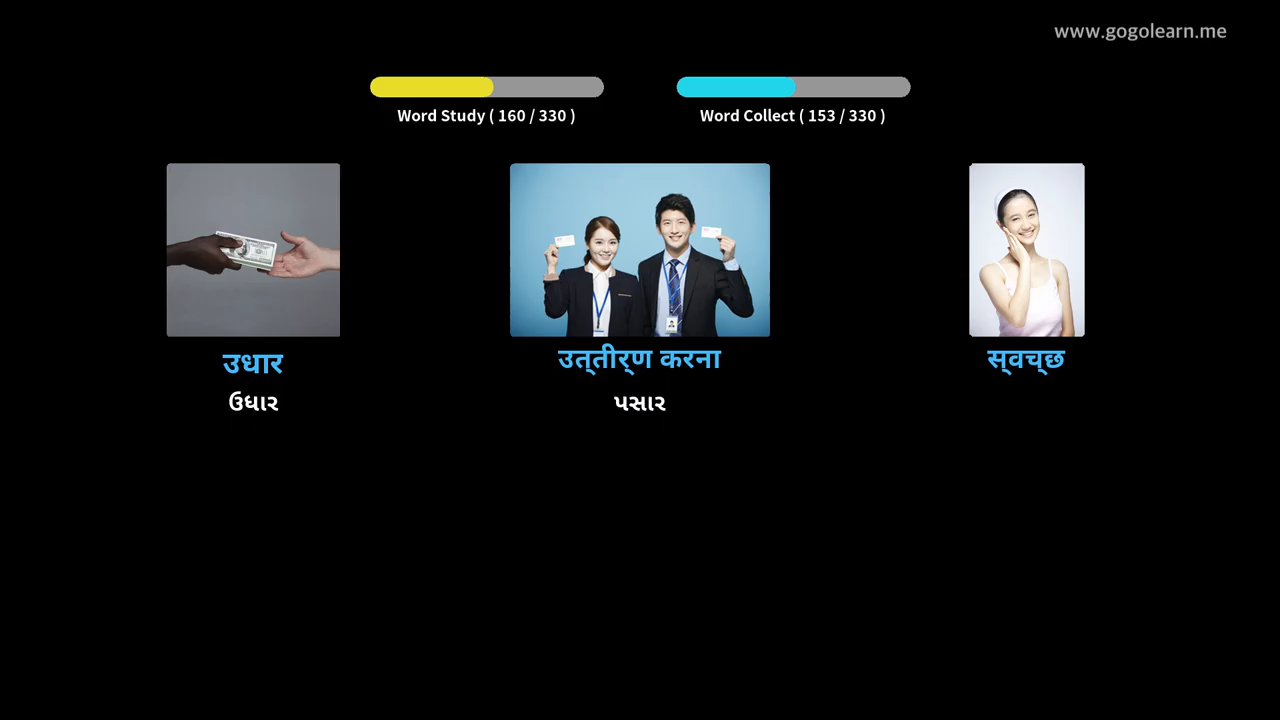 www.gogolearn.me
Word Study ( 160 / 330 )
Word Collect ( 153 / 330 )
उधार
उत्तीर्ण करना
स्वच्छ
ઉધાર
પસાર